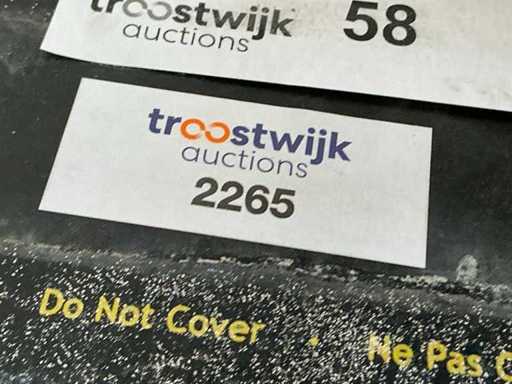 troostwijk 58
auctions
troostwijk
auctions
2265
Do Not Cover · Ne Pas